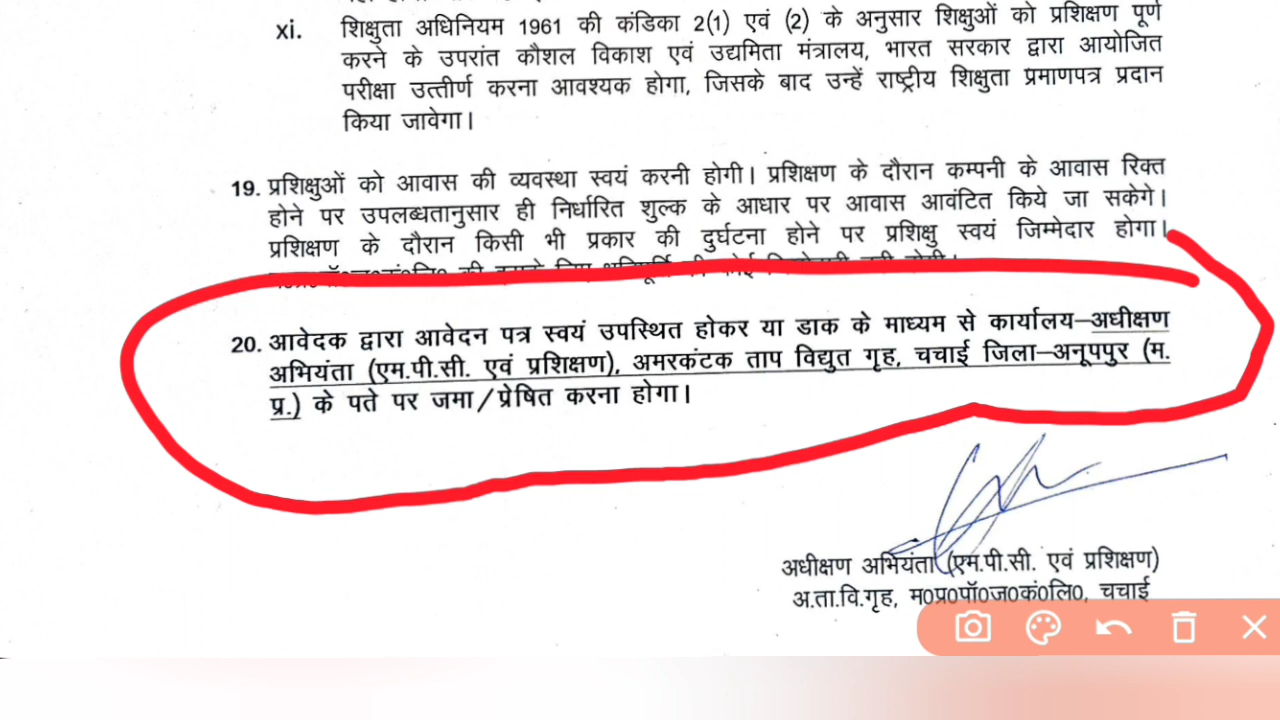 xi. शिक्षुता अधिनियम 1961 की कंडिका 2(1) एवं (2) के अनुसार शिक्षुओं को प्रशिक्षण पूर्ण
करने के उपरांत कौशल विकाश एवं उद्यमिता मंत्रालय, भारत सरकार द्वारा आयोजित
परीक्षा उत्तीर्ण करना आवश्यक होगा, जिसके बाद उन्हें राष्ट्रीय शिक्षुता प्रमाणपत्र प्रदान
किया जावेगा।
19. प्रशिक्षुओं को आवास की व्यवस्था स्वयं करनी होगी। प्रशिक्षण के दौरान कम्पनी के आवास रिक्त
होने पर उपलब्धतानुसार ही निर्धारित शुल्क के आधार पर आवास आवंटित किये जा सकेगे।
प्रशिक्षण के दौरान किसी भी प्रकार की दुर्घटना होने पर प्रशिक्षु स्वयं जिम्मेदार होगा।
20. आवेदक द्वारा आवेदन पत्र स्वयं उपस्थित होकर या डाक के माध्यम से कार्यालय–अधीक्षण
अभियंता (एम.पी.सी. एवं प्रशिक्षण), अमरकंटक ताप विद्युत गृह, चचाई जिला–अनूपपुर (म.
प्र.) के पते पर जमा/प्रेषित करना होगा।
अधीक्षण अभियंता (एम.पी.सी. एवं प्रशिक्षण)
अ.ता.वि.गृह, म0प्र0पॉ0ज0कं0लि0, चचाई